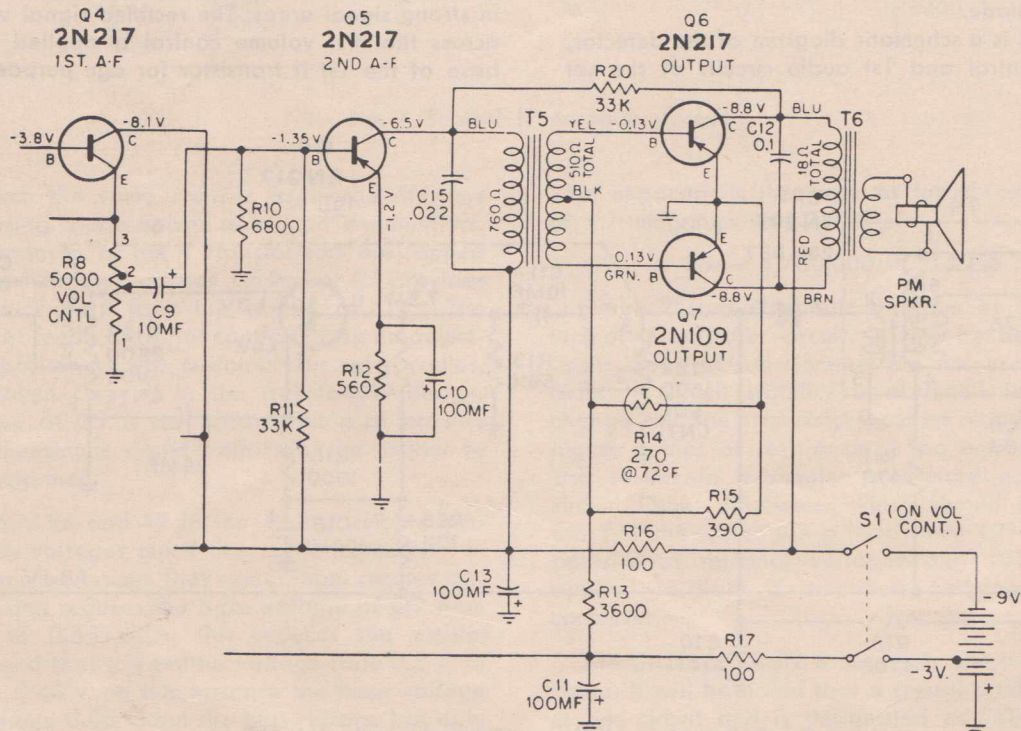 Q4
2N217
1ST. A-F
Q5
2N217
2ND A-F
Q6
2N217
OUTPUT
R20
33K
-3.8V
B
-8.1V
C
E
-1.35V
B
-6.5V
C
E
-1.2V
BLU
T5
YEL
-0.13V
B
-8.8V
C
E
BLU
T6
C12
0.1
C15
.022
760Ω
510Ω
TOTAL
BLK
18Ω
TOTAL
RED
R10
6800
R8
5000
VOL
CNTL
3
2
1
+
C9
10MF
0.13V
GRN.
B
E
C
-8.8V
BRN
PM
SPKR.
Q7
2N109
OUTPUT
R12
560
C10
100MF
+
R11
33K
T
R14
270
@72°F
R15
390
R16
100
S1 (ON VOL
CONT.)
C13
100MF
+
R13
3600
R17
100
C11
100MF
+
-9V
-3V.
+